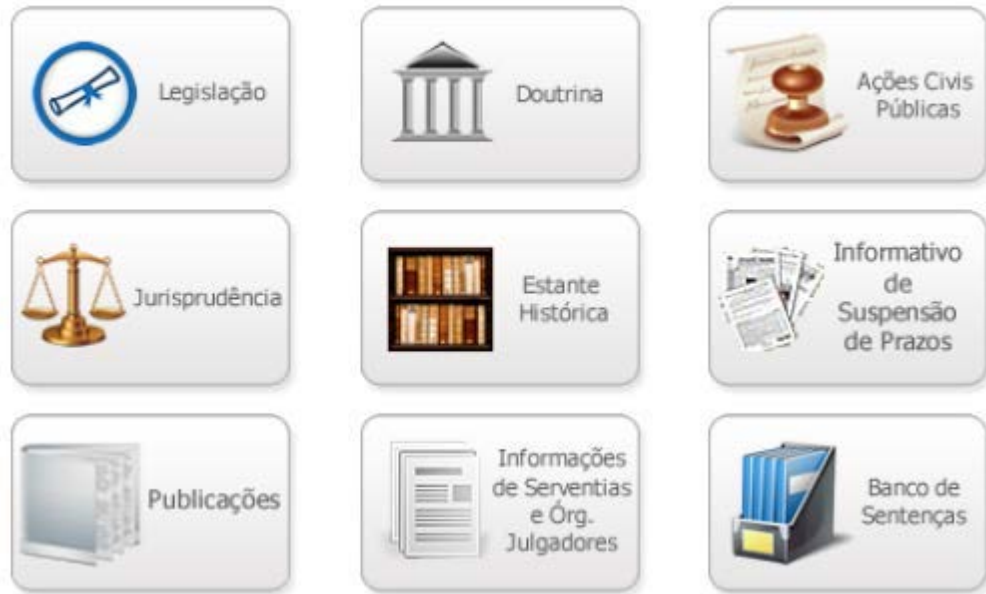 Legislação
Doutrina
Ações Civis
Públicas
Jurisprudência
Estante
Histórica
Informativo
de
Suspensão
de Prazos
Publicações
Informações
de Serventias
e Órg.
Julgadores
Banco de
Sentenças